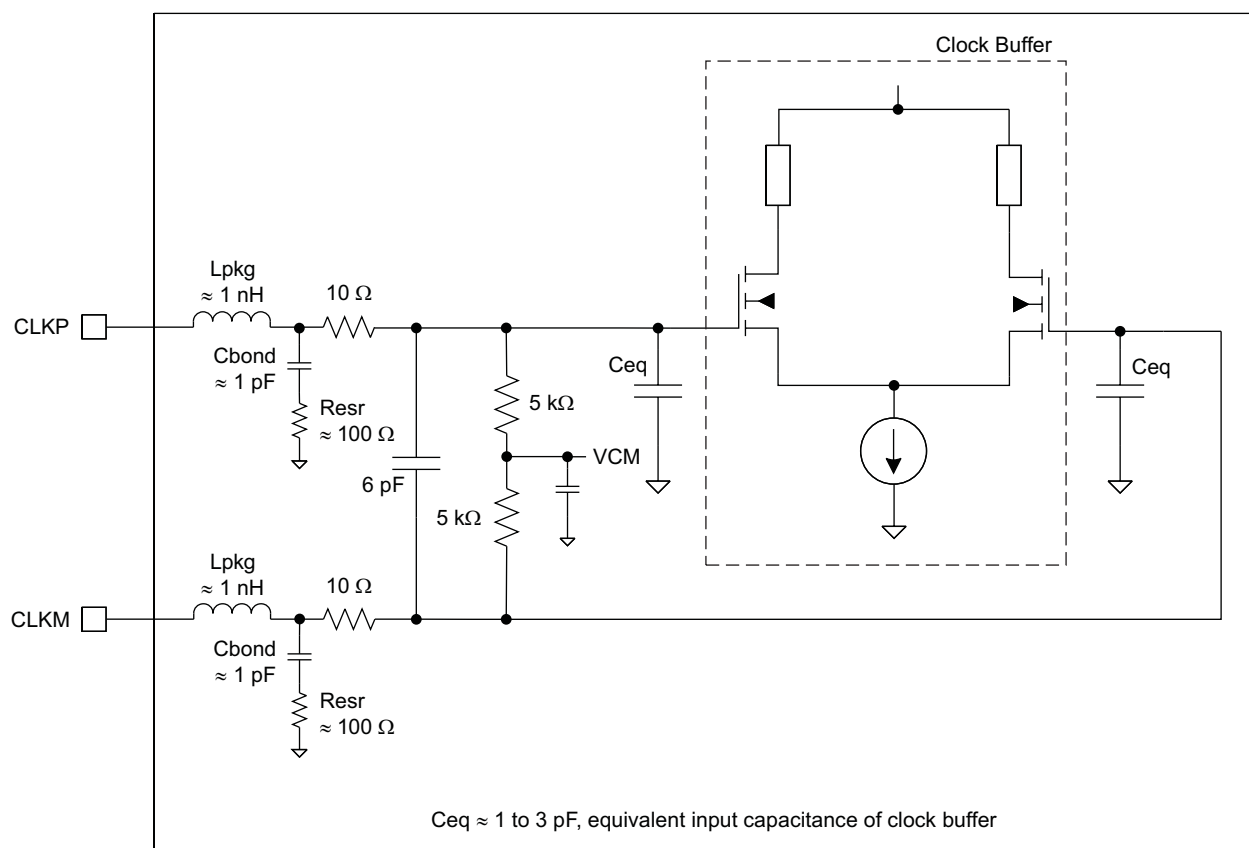 Clock Buffer
Lpkg
≈ 1 nH
10 Ω
CLKP
Cbond
≈ 1 pF
Resr
≈ 100 Ω
6 pF
5 kΩ
VCM
5 kΩ
Ceq
Ceq
Lpkg
≈ 1 nH
10 Ω
CLKM
Cbond
≈ 1 pF
Resr
≈ 100 Ω
Ceq ≈ 1 to 3 pF, equivalent input capacitance of clock buffer